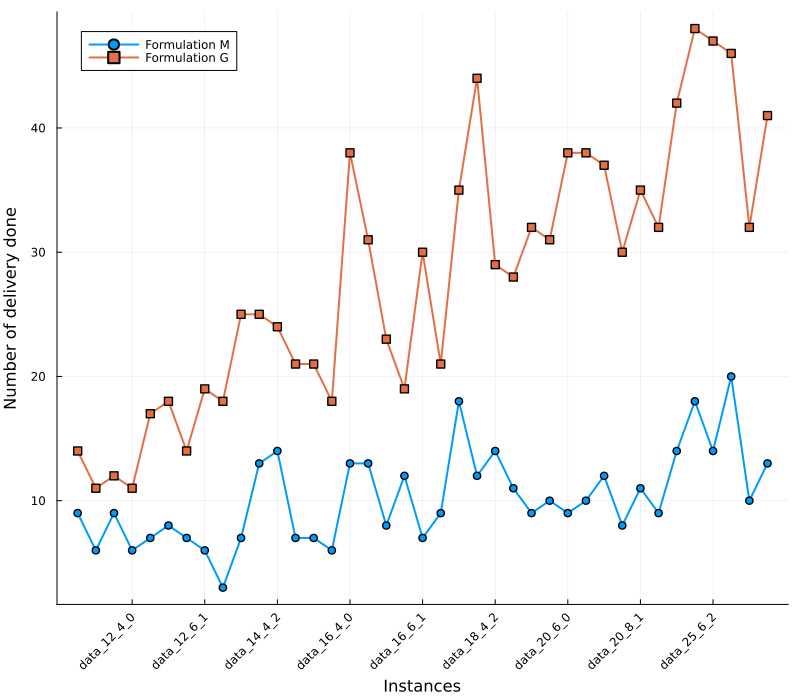 Formulation M
Formulation G
Number of delivery done
40
30
20
10
data_12_4_0
data_12_6_1
data_14_4_2
data_16_4_0
data_16_6_1
data_18_4_2
data_20_6_0
data_20_8_1
data_25_6_2
Instances